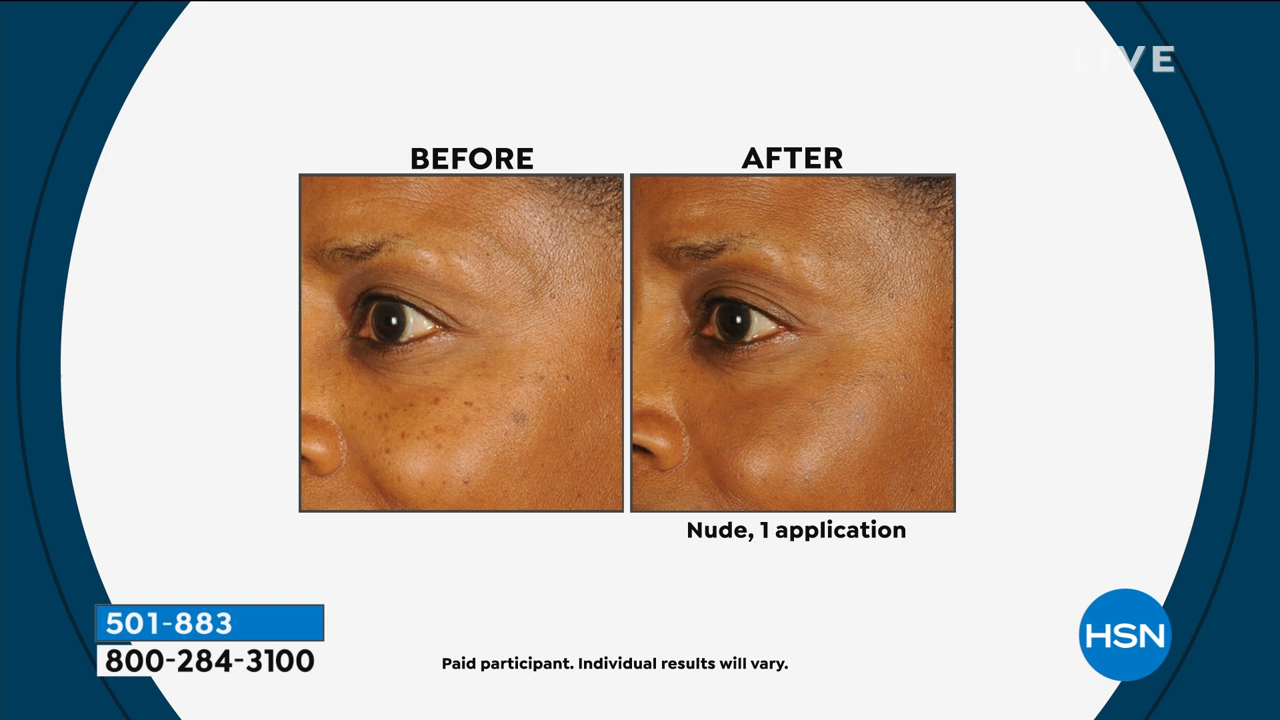 LIVE
BEFORE
AFTER
Nude, 1 application
501-883
800-284-3100
Paid participant. Individual results will vary.
HSN